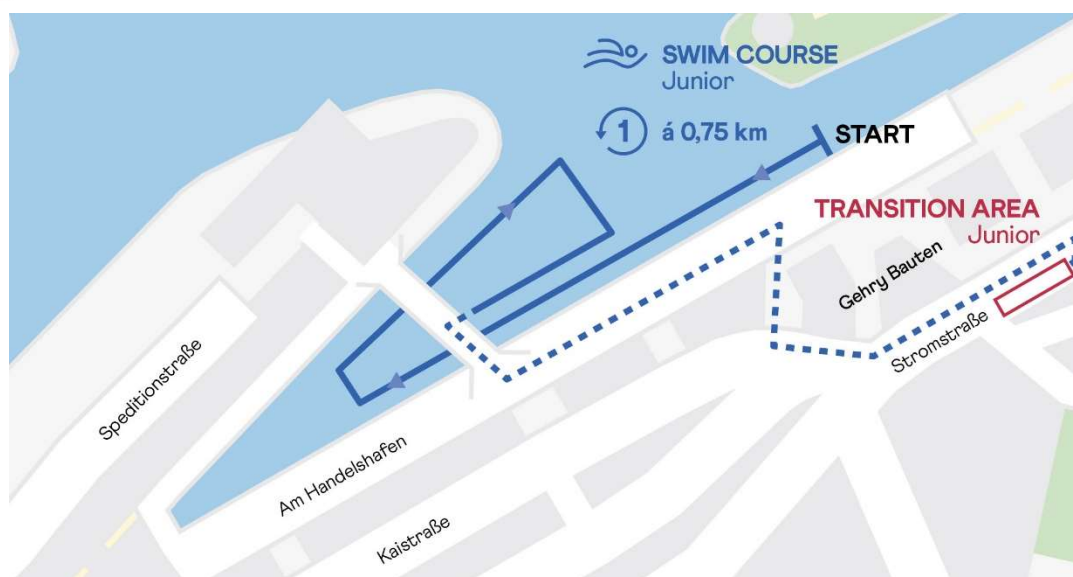 SWIM COURSE
Junior
1 á 0,75 km
START
TRANSITION AREA
Junior
Gehry Bauten
Stromstraße
Speditionstraße
Am Handelshafen
Kaistraße